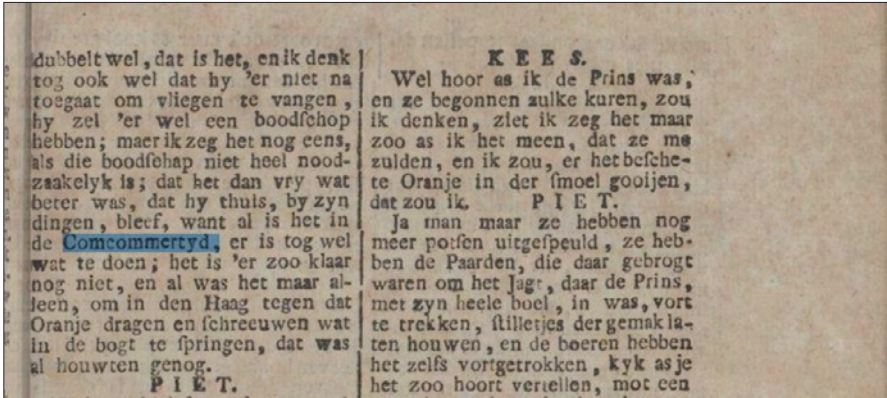 dubbelt wel, dat is het, en ik denk
tog ook wel dat hy 'er niet na
toegaat om vliegen te vangen,
hy zel 'er wel een boodſchop
hebben; maer ik zeg het nog eens,
als die boodſchap niet heel nood-
zaakelyk is; dat het dan vry wat
beter was, dat hy thuis, by zyn
dingen, bleef, want al is het in
de Comcommertyd, er is tog wel
wat te doen; het is 'er zoo klaar
nog niet, en al was het maar al-
leen, om in den Haag tegen dat
Oranje dragen en ſchreeuwen wat
in de bogt te ſpringen, dat was
al houwten genog.
PIET.
KEES.
Wel hoor as ik de Prins was,
en ze begonnen zulke kuren, zou
ik denken, ziet ik zeg het maar
zoo as ik het meen, dat ze me
zulden, en ik zou, er het beſche-
te Oranje in der ſmoel gooijen,
dat zou ik. PIET.
Ja man maar ze hebben nog
meer potſen uitgeſpeuld, ze heb-
ben de Paarden, die daar gebrogt
waren om het Jagt, daar de Prins,
met zyn heele boel, in was, vort
te trekken, ſtilletjes der gemak la-
ten houwen, en de boeren hebben
het zelfs vortgetrokken, kyk as je
het zoo hoort vertellen, mot een